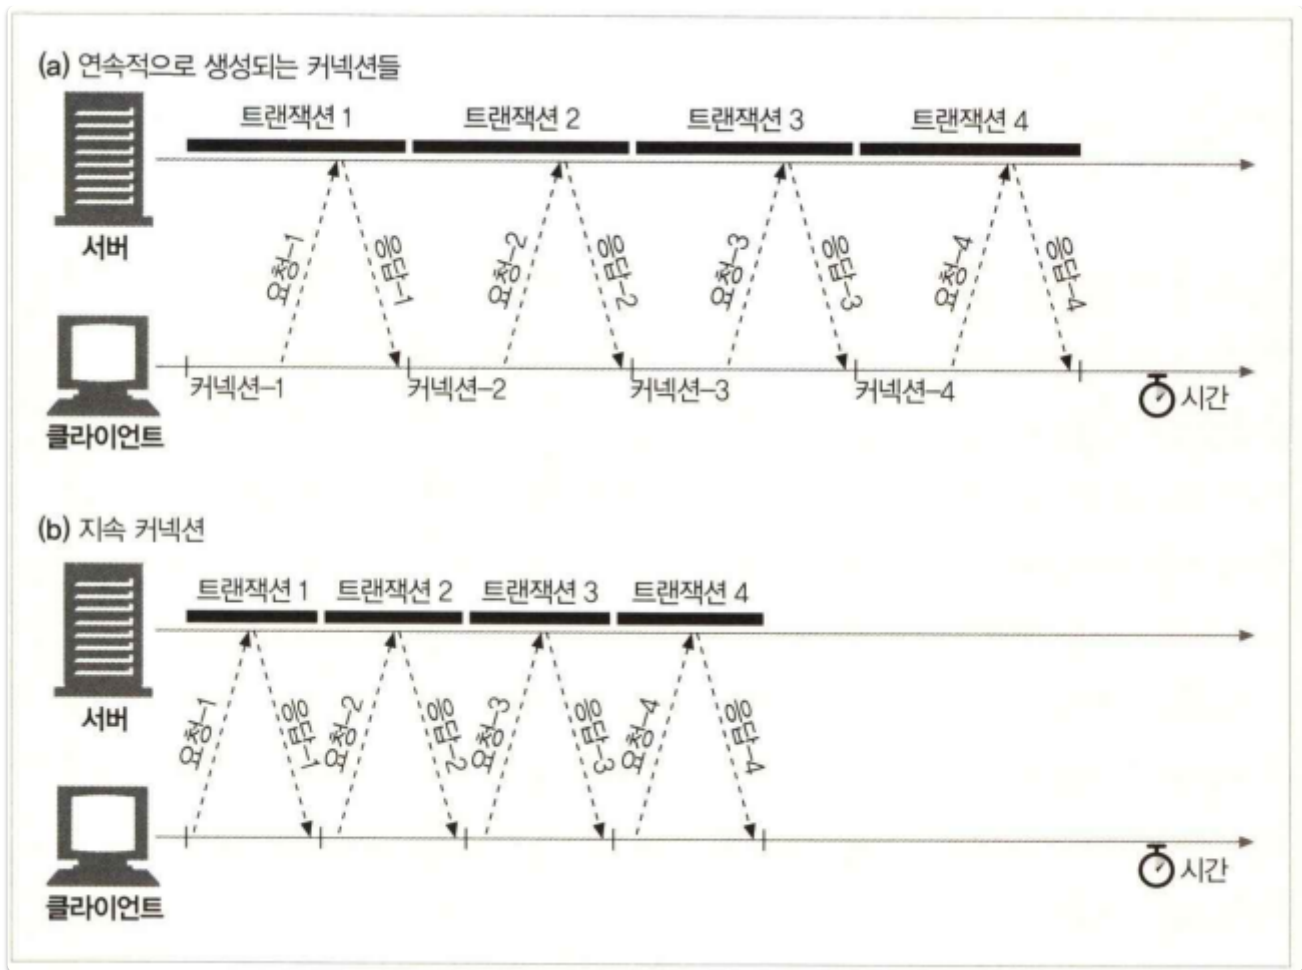 (a) 연속적으로 생성되는 커넥션들
트랜잭션 1 트랜잭션 2 트랜잭션 3 트랜잭션 4
서버
요청-1 응답-1 요청-2 응답-2 요청-3 응답-3 요청-4 응답-4
커넥션-1 커넥션-2 커넥션-3 커넥션-4
시간
클라이언트
(b) 지속 커넥션
트랜잭션 1 트랜잭션 2 트랜잭션 3 트랜잭션 4
서버
요청-1 응답-1 요청-2 응답-2 요청-3 응답-3 요청-4 응답-4
시간
클라이언트